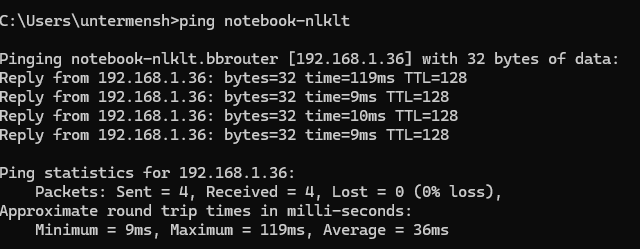 C:\Users\untermensh>ping notebook-nlklt
Pinging notebook-nlklt.bbrouter [192.168.1.36] with 32 bytes of data:
Reply from 192.168.1.36: bytes=32 time=119ms TTL=128
Reply from 192.168.1.36: bytes=32 time=9ms TTL=128
Reply from 192.168.1.36: bytes=32 time=10ms TTL=128
Reply from 192.168.1.36: bytes=32 time=9ms TTL=128
Ping statistics for 192.168.1.36:
Packets: Sent = 4, Received = 4, Lost = 0 (0% loss),
Approximate round trip times in milli-seconds:
Minimum = 9ms, Maximum = 119ms, Average = 36ms